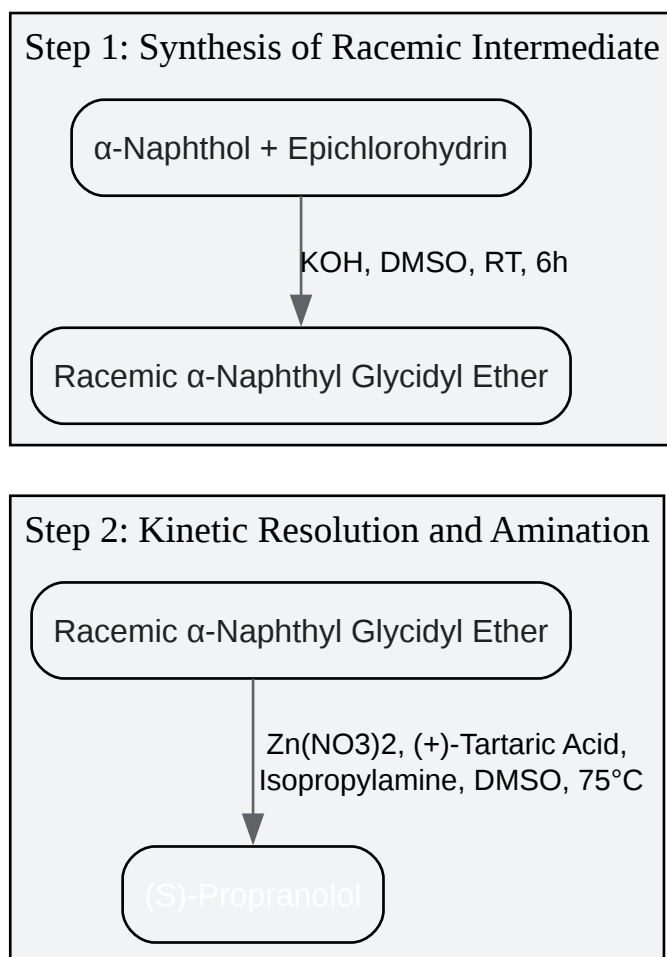 Step 1: Synthesis of Racemic Intermediate
α-Naphthol + Epichlorohydrin
KOH, DMSO, RT, 6h
Racemic α-Naphthyl Glycidyl Ether
Step 2: Kinetic Resolution and Amination
Racemic α-Naphthyl Glycidyl Ether
Zn(NO3)2, (+)-Tartaric Acid,
Isopropylamine, DMSO, 75°C
(S)-Propranolol